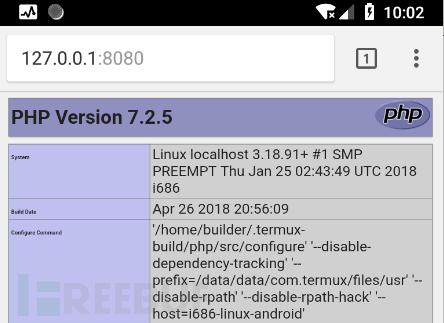 10:02
127.0.0.1:8080
1
PHP Version 7.2.5
php
System
Linux localhost 3.18.91+ #1 SMP
PREEMPT Thu Jan 25 02:43:49 UTC 2018
i686
Build Date
Apr 26 2018 20:56:09
Configure Command
'/home/builder/.termux-
build/php/src/configure' '--disable-
dependency-tracking' '--
prefix=/data/data/com.termux/files/usr' '--
disable-rpath' '--disable-rpath-hack' '--
host=i686-linux-android'
FREEBUF